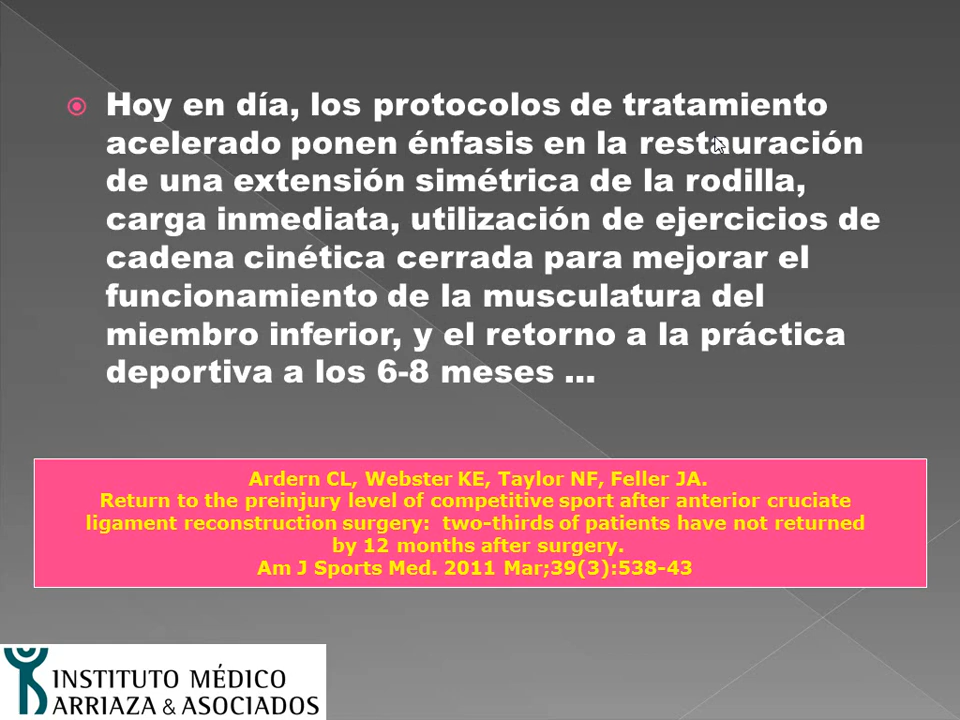 Hoy en día, los protocolos de tratamiento
acelerado ponen énfasis en la restauración
de una extensión simétrica de la rodilla,
carga inmediata, utilización de ejercicios de
cadena cinética cerrada para mejorar el
funcionamiento de la musculatura del
miembro inferior, y el retorno a la práctica
deportiva a los 6-8 meses ...
Ardern CL, Webster KE, Taylor NF, Feller JA.
Return to the preinjury level of competitive sport after anterior cruciate
ligament reconstruction surgery: two-thirds of patients have not returned
by 12 months after surgery.
Am J Sports Med. 2011 Mar;39(3):538-43
INSTITUTO MÉDICO
ARRIAZA & ASOCIADOS